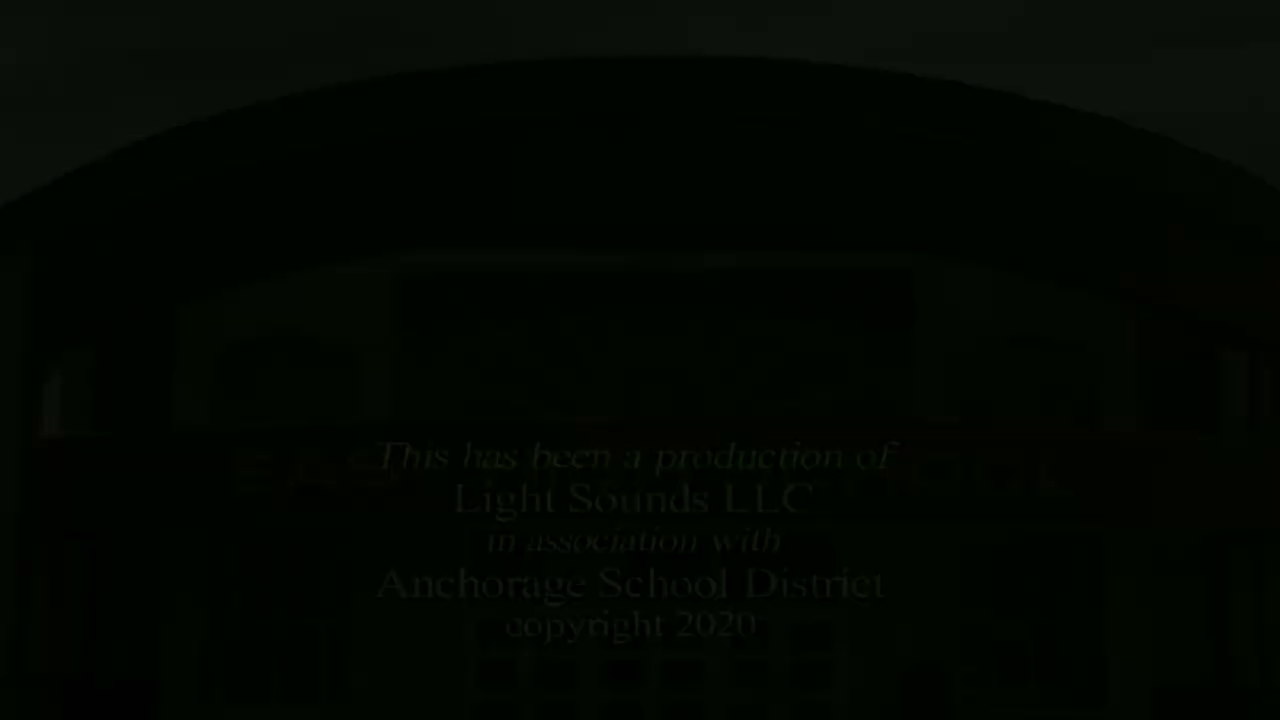 This has been a production of
Light Sounds LLC
in association with
Anchorage School District
copyright 2020